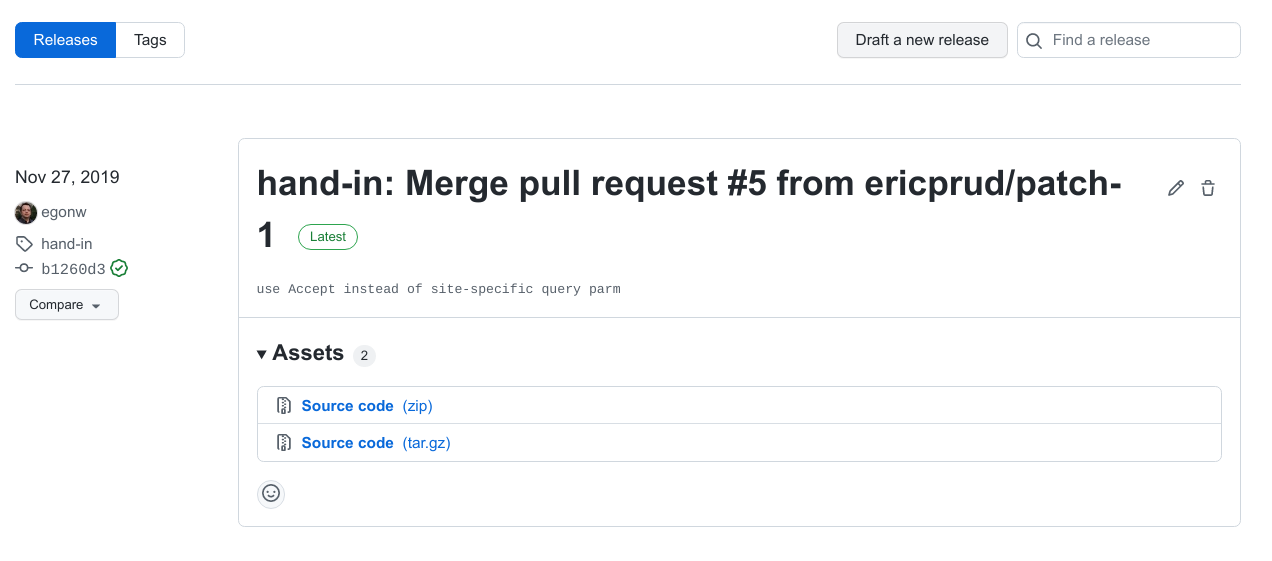 Releases
Tags
Draft a new release
Find a release
Nov 27, 2019
egonw
hand-in
b1260d3
Compare
hand-in: Merge pull request #5 from ericprud/patch-
1
Latest
use Accept instead of site-specific query parm
Assets 2
Source code (zip)
Source code (tar.gz)